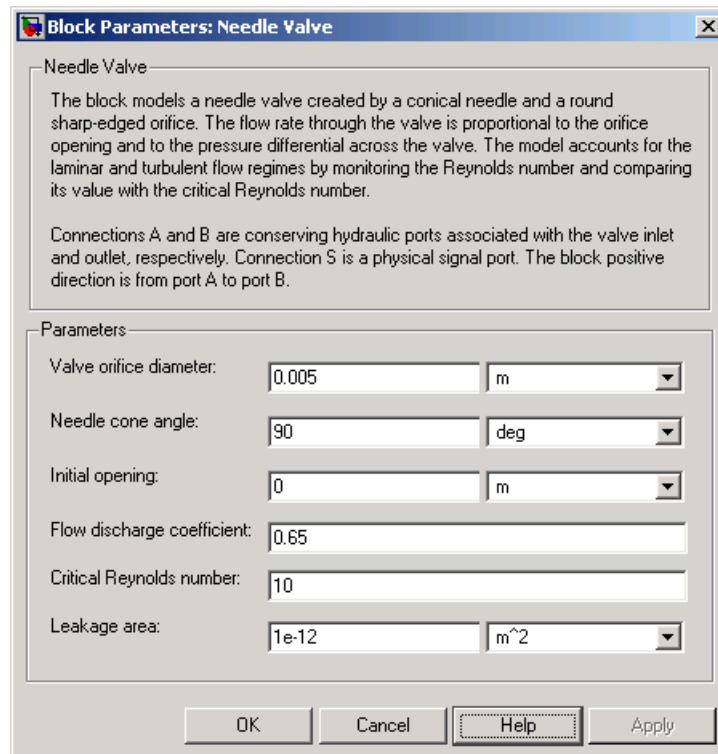 Block Parameters: Needle Valve
Needle Valve
The block models a needle valve created by a conical needle and a round
sharp-edged orifice. The flow rate through the valve is proportional to the orifice
opening and to the pressure differential across the valve. The model accounts for the
laminar and turbulent flow regimes by monitoring the Reynolds number and comparing
its value with the critical Reynolds number.
Connections A and B are conserving hydraulic ports associated with the valve inlet
and outlet, respectively. Connection S is a physical signal port. The block positive
direction is from port A to port B.
Parameters
Valve orifice diameter: 0.005 m
Needle cone angle: 90 deg
Initial opening: 0 m
Flow discharge coefficient: 0.65
Critical Reynolds number: 10
Leakage area: 1e-12 m^2
OK Cancel Help Apply